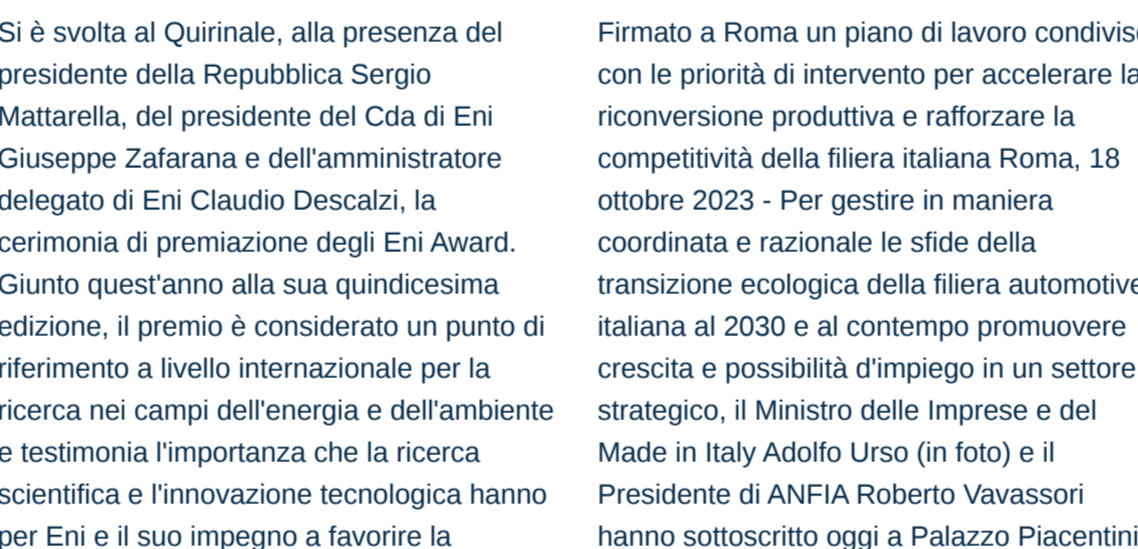 Si è svolta al Quirinale, alla presenza del
presidente della Repubblica Sergio
Mattarella, del presidente del Cda di Eni
Giuseppe Zafarana e dell'amministratore
delegato di Eni Claudio Descalzi, la
cerimonia di premiazione degli Eni Award.
Giunto quest'anno alla sua quindicesima
edizione, il premio è considerato un punto di
riferimento a livello internazionale per la
ricerca nei campi dell'energia e dell'ambiente
e testimonia l'importanza che la ricerca
scientifica e l'innovazione tecnologica hanno
per Eni e il suo impegno a favorire la
Firmato a Roma un piano di lavoro condiviso
con le priorità di intervento per accelerare la
riconversione produttiva e rafforzare la
competitività della filiera italiana Roma, 18
ottobre 2023 - Per gestire in maniera
coordinata e razionale le sfide della
transizione ecologica della filiera automotive
italiana al 2030 e al contempo promuovere
crescita e possibilità d'impiego in un settore
strategico, il Ministro delle Imprese e del
Made in Italy Adolfo Urso (in foto) e il
Presidente di ANFIA Roberto Vavassori
hanno sottoscritto oggi a Palazzo Piacentini